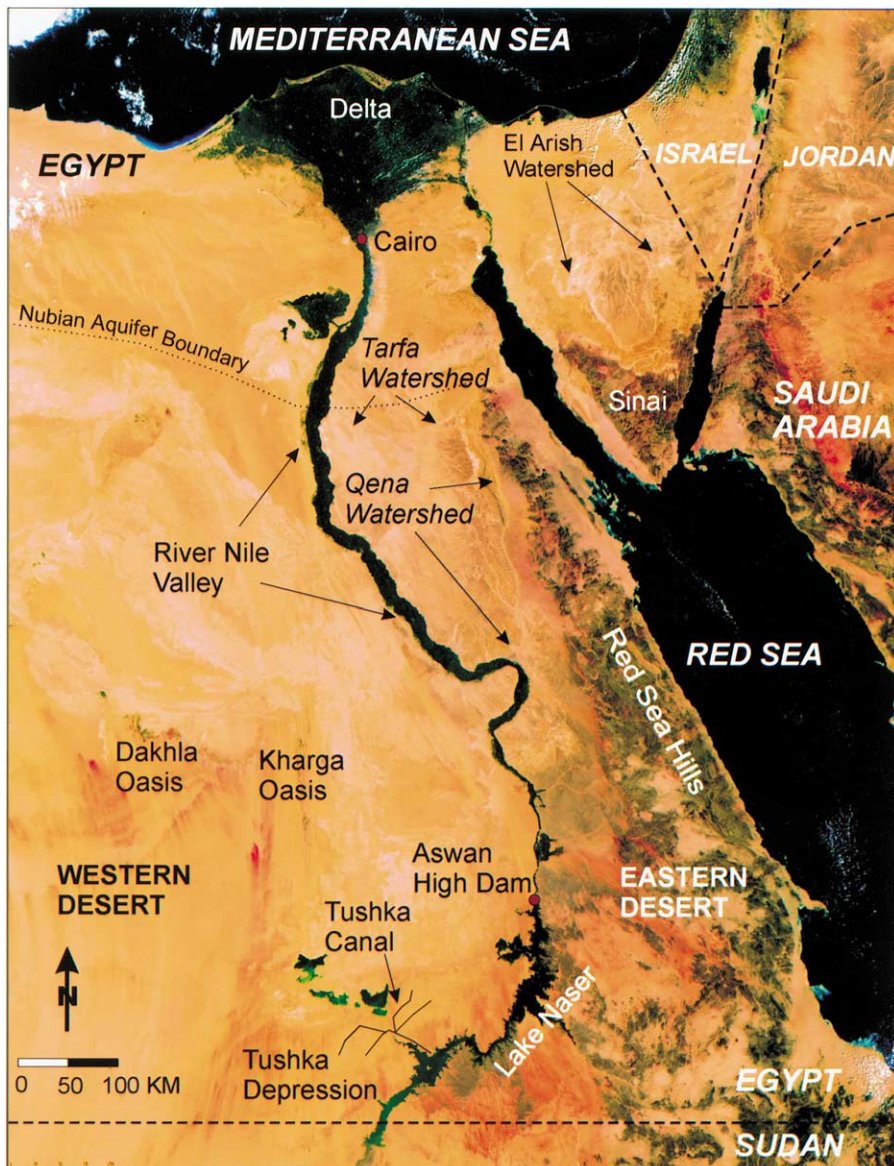 MEDITERRANEAN SEA
Delta
EGYPT
El Arish
Watershed
ISRAEL
JORDAN
Cairo
Nubian Aquifer Boundary
Tarfa
Watershed
Sinai
SAUDI
ARABIA
Qena
Watershed
River Nile
Valley
RED SEA
Red Sea Hills
Dakhla
Oasis
Kharga
Oasis
WESTERN
DESERT
Aswan
High Dam
EASTERN
DESERT
Tushka
Canal
N
Lake Naser
Tushka
Depression
0 50 100 KM
EGYPT
SUDAN